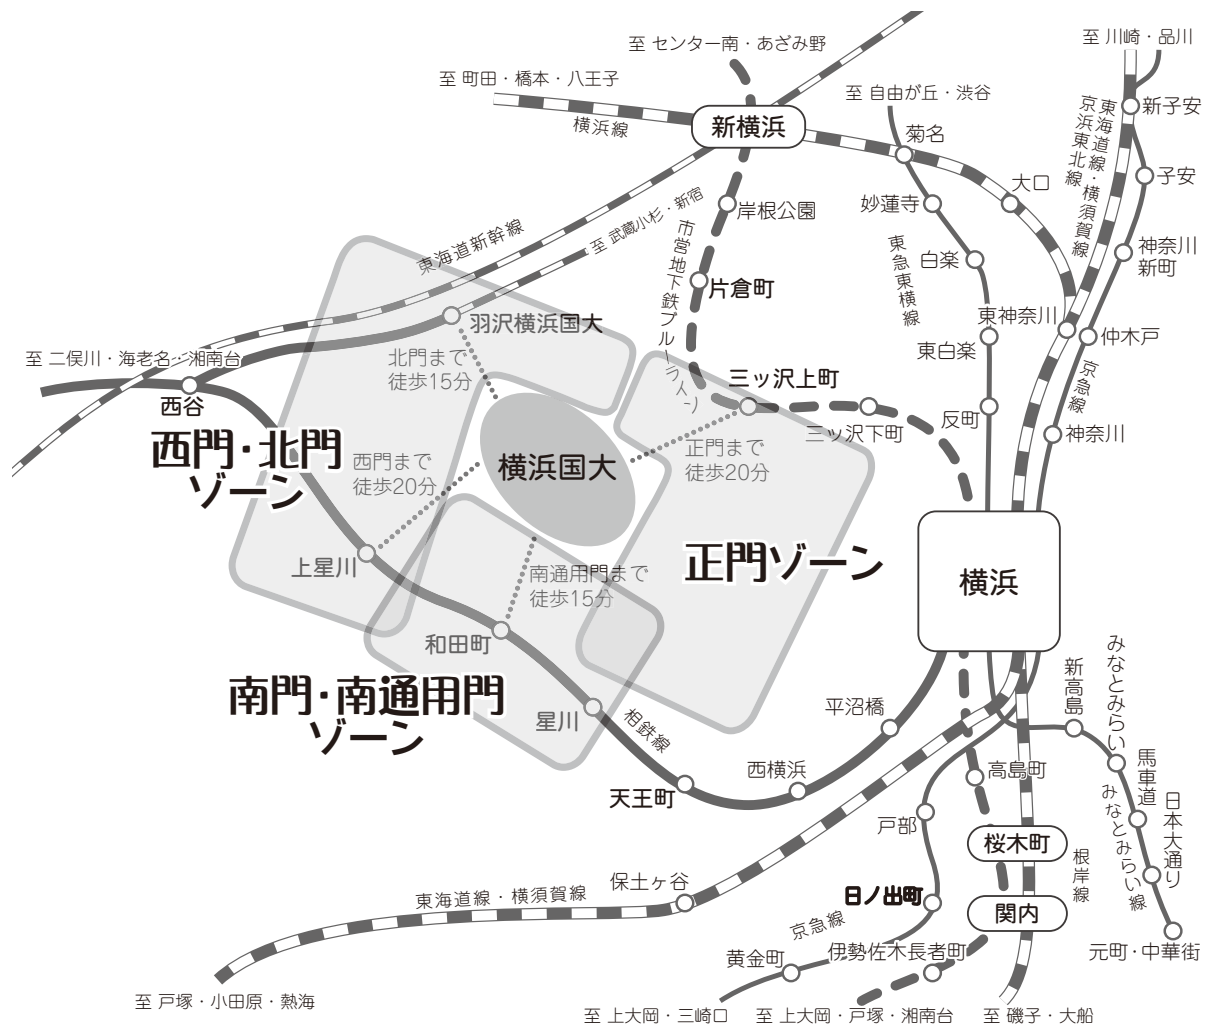 至 センター南・あざみ野
至 川崎・品川
至 町田・橋本・八王子
至 自由が丘・渋谷
横浜線
新横浜
菊名
東海道線・横須賀線
京浜東北線
新子安
大口
子安
妙蓮寺
岸根公園
至 武蔵小杉・新宿
東海道新幹線
市営地下鉄ブルーライン
東急東横線
白楽
神奈川
新町
片倉町
羽沢横浜国大
東神奈川
仲木戸
東白楽
至 二俣川・海老名・湘南台
北門まで
徒歩15分
京急線
西谷
三ッ沢上町
三ッ沢下町
反町
神奈川
西門・北門
ゾーン
西門まで
徒歩20分
横浜国大
正門まで
徒歩20分
上星川
南通用門まで
徒歩15分
正門ゾーン
横浜
和田町
南門・南通用門
ゾーン
星川
相鉄線
平沼橋
新高島
みなとみらい
天王町
西横浜
高島町
馬車道
みなとみらい線
日本大通り
戸部
桜木町
根岸線
保土ヶ谷
東海道線・横須賀線
日ノ出町
関内
京急線
黄金町
伊勢佐木長者町
元町・中華街
至 戸塚・小田原・熱海
至 上大岡・三崎口
至 上大岡・戸塚・湘南台
至 磯子・大船